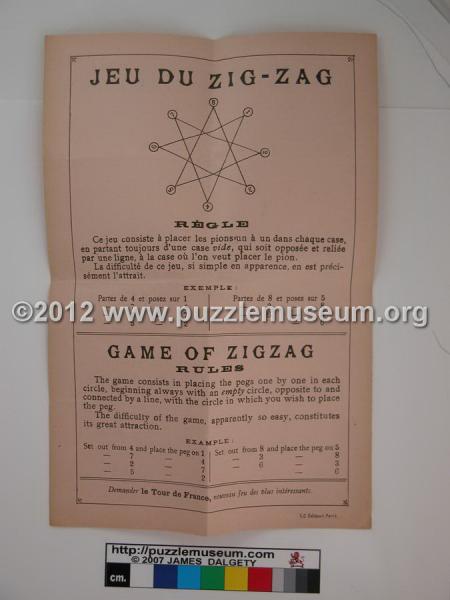 JEU DU ZIG-ZAG
RÈGLE
Ce jeu consiste à placer les pions un à un dans chaque case,
en partant toujours d'une case vide, qui soit opposée et reliée
par une ligne, à la case où l'on veut placer le pion.
La difficulté de ce jeu, si simple en apparence, en est préci-
sément l'attrait.
EXEMPLE:
Partez de 4 et posez sur 1
Partez de 8 et posez sur 5
©2012 www.puzzlemuseum.org
GAME OF ZIGZAG
RULES
The game consists in placing the pegs one by one in each
circle, beginning always with an empty circle, opposite to and
connected by a line, with the circle in which you wish to place
the peg.
The difficulty of the game, apparently so easy, constitutes
its great attraction.
EXAMPLE:
Set out from 4 and place the peg on 1
— 7 — 4
— 2 — 7
— 5 — 2
Set out from 8 and place the peg on 5
— 3 — 8
— 6 — 3
— 6
Demander le Tour de France, nouveau Jeu des plus intéressants.
http://puzzlemuseum.com
cm.
© 2007 JAMES DALGETY